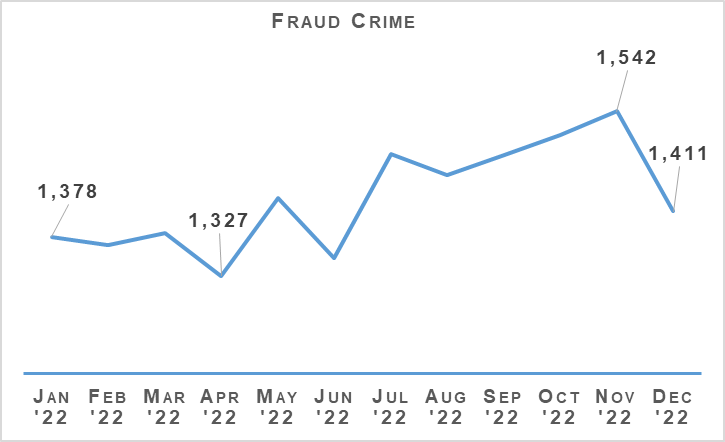 Fraud Crime
1,542
1,411
1,378
1,327
Jan Feb Mar Apr May Jun Jul Aug Sep Oct Nov Dec
'22 '22 '22 '22 '22 '22 '22 '22 '22 '22 '22 '22